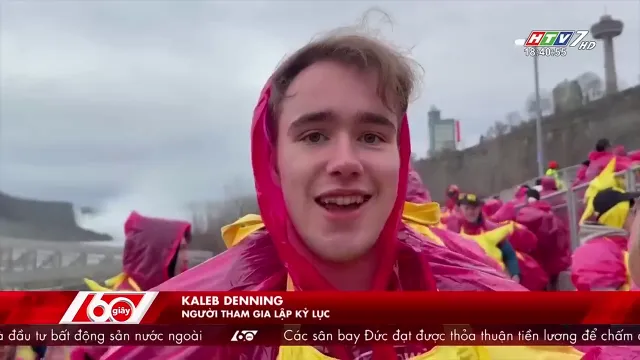 HTV7 HD
18:40:55
KALEB DENNING
60 giây
NGƯỜI THAM GIA LẬP KỶ LỤC
đầu tư bất động sản nước ngoài 60 Các sân bay Đức đạt được thỏa thuận tiền lương để chấm